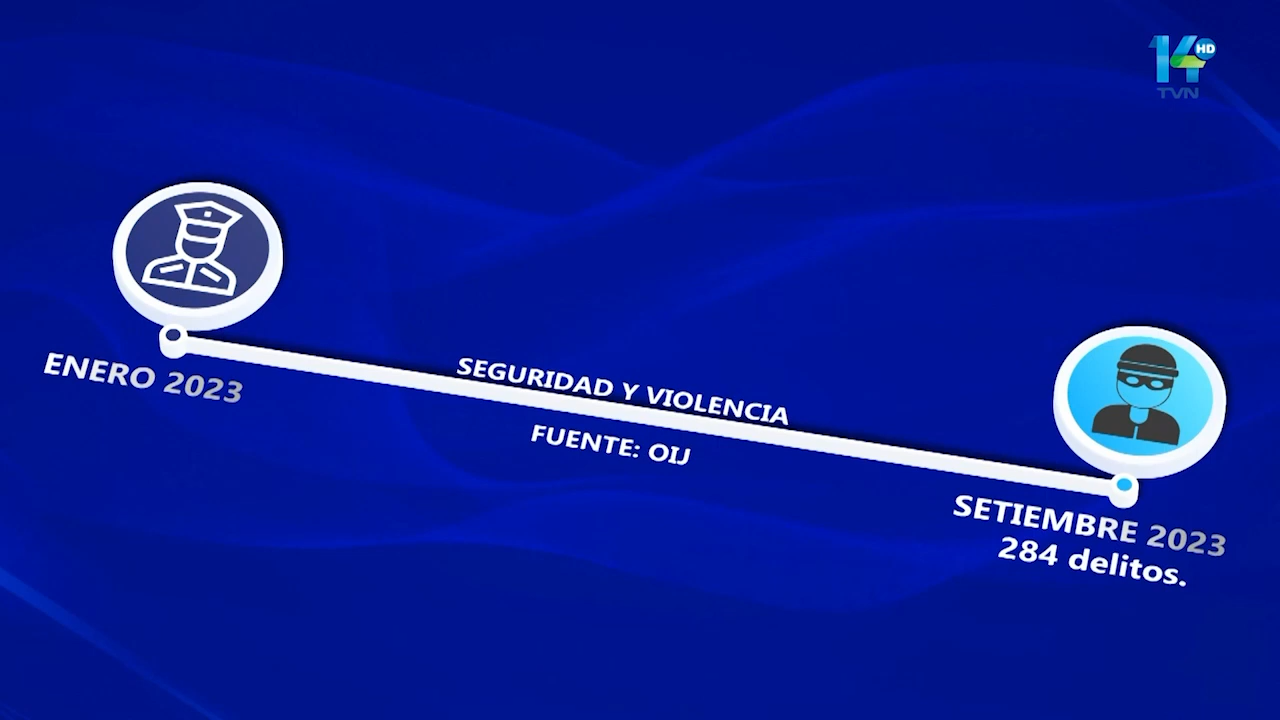 14 HD
TVN
ENERO 2023
SEGURIDAD Y VIOLENCIA
FUENTE: OIJ
SETIEMBRE 2023
284 delitos.